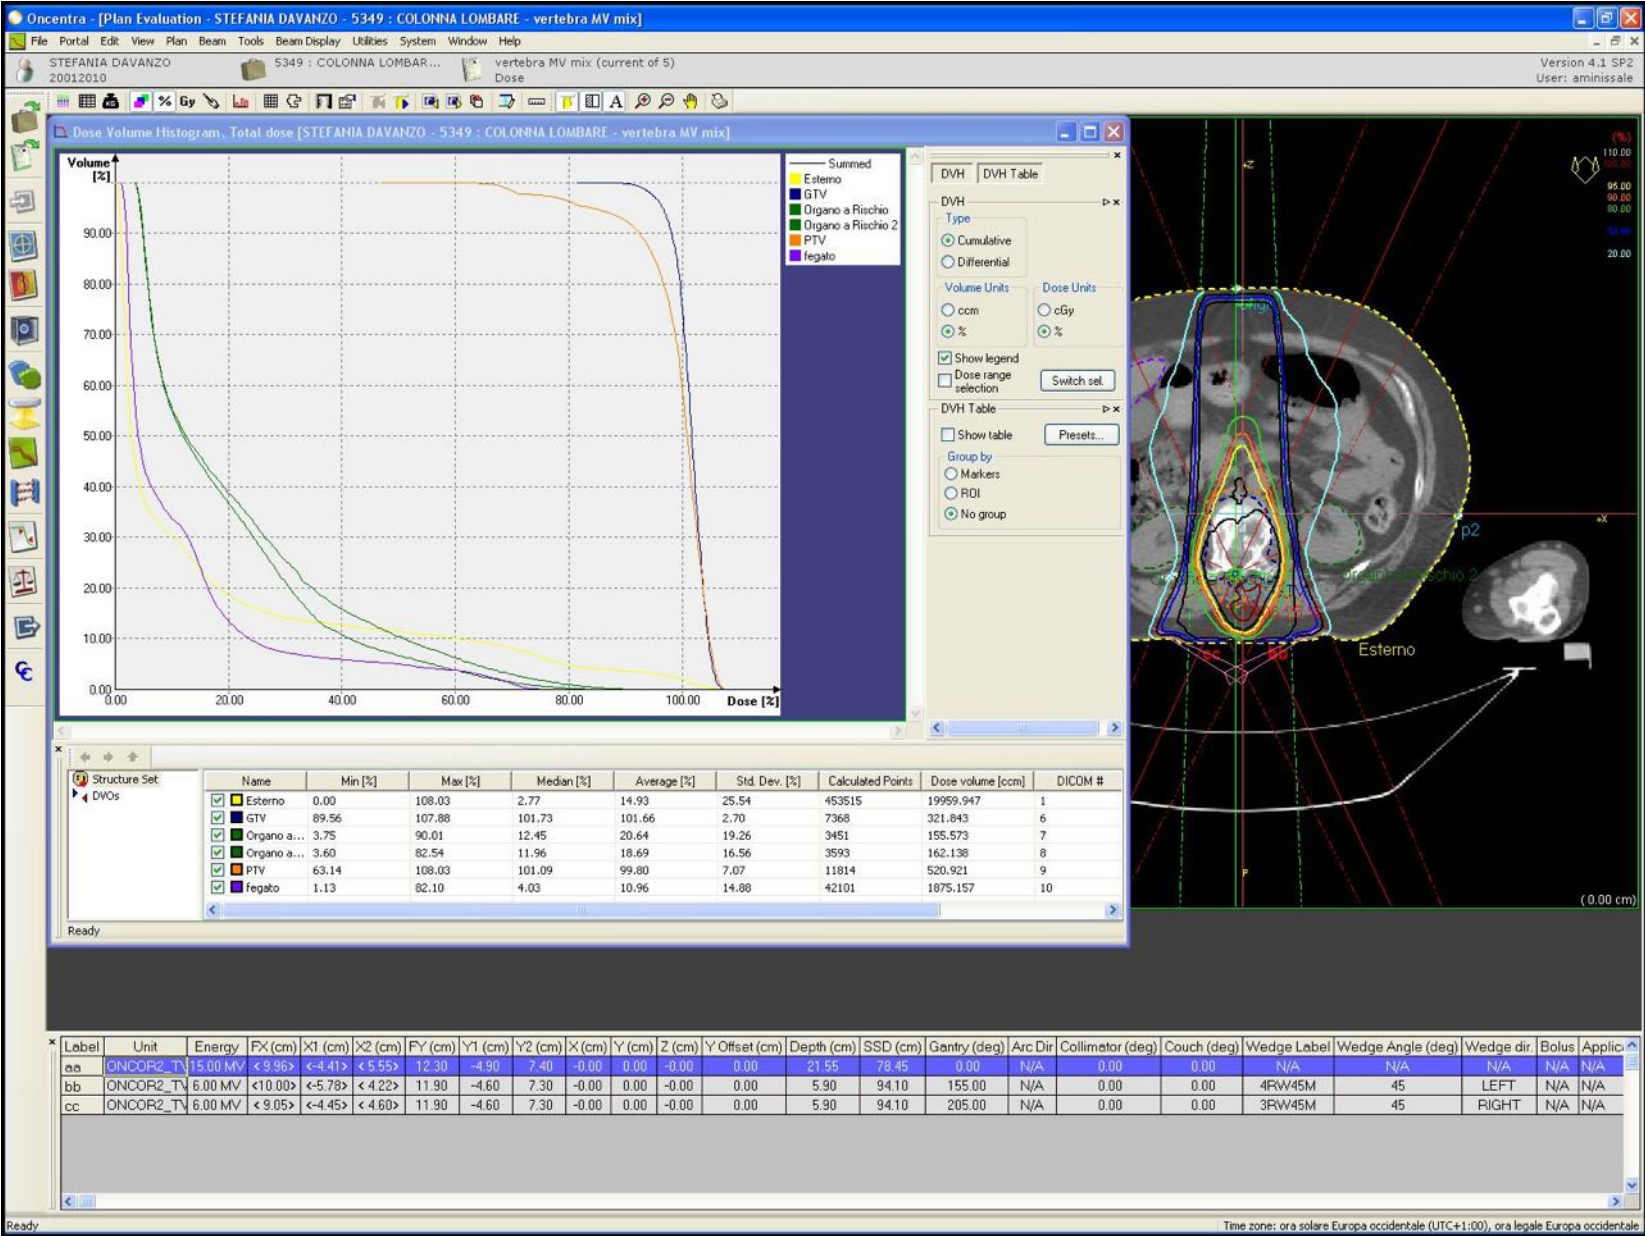 Oncentra - [Plan Evaluation - STEFANIA DAVANZO - 5349 : COLONNA LOMBARE - vertebra MV mix]
File Portal Edit View Plan Beam Tools Beam Display Utilities System Window Help
STEFANIA DAVANZO 5349 : COLONNA LOMBAR... vertebra MV mix (current of 5) Version 4.1 SP2
20012010 Dose User: aminissale
% Gy A
Dose Volume Histogram, Total dose [STEFANIA DAVANZO - 5349 : COLONNA LOMBARE - vertebra MV mix]
Volume
[%]
90.00
80.00
70.00
60.00
50.00
40.00
30.00
20.00
10.00
0.00
0.00 20.00 40.00 60.00 80.00 100.00 Dose [%]
Summed
Esterno
GTV
Organo a Rischio
Organo a Rischio 2
PTV
fegato
DVH DVH Table
DVH
Type
Cumulative
Differential
Volume Units Dose Units
ccm cGy
% %
Show legend
Dose range
selection
Switch sel.
DVH Table
Show table Presets...
Group by
Markers
ROI
No group
(%)
110.00
95.00
90.00
80.00
20.00
+Z
+X
p2
Esterno
cc bb
P
(0.00 cm)
Structure Set
DVOs
Name Min [%] Max [%] Median [%] Average [%] Std. Dev. [%] Calculated Points Dose volume [ccm] DICOM #
Esterno 0.00 108.03 2.77 14.93 25.54 453515 19959.947 1
GTV 89.56 107.88 101.73 101.66 2.70 7368 321.843 6
Organo a... 3.75 90.01 12.45 20.64 19.26 3451 155.573 7
Organo a... 3.60 82.54 11.96 18.69 16.56 3593 162.138 8
PTV 63.14 108.03 101.09 99.80 7.07 11814 520.921 9
fegato 1.13 82.10 4.03 10.96 14.88 42101 1875.157 10
Ready
Label Unit Energy FX (cm) X1 (cm) X2 (cm) FY (cm) Y1 (cm) Y2 (cm) X (cm) Y (cm) Z (cm) Y Offset (cm) Depth (cm) SSD (cm) Gantry (deg) Arc Dir Collimator (deg) Couch (deg) Wedge Label Wedge Angle (deg) Wedge dir. Bolus Applic
aa ONCOR2_TV 15.00 MV < 9.96> <-4.41> < 5.55> 12.30 -4.90 7.40 -0.00 0.00 -0.00 0.00 21.55 78.45 0.00 N/A 0.00 0.00 N/A N/A N/A N/A N/A
bb ONCOR2_TV 6.00 MV <10.00> <-5.78> < 4.22> 11.90 -4.60 7.30 -0.00 0.00 -0.00 0.00 5.90 94.10 155.00 N/A 0.00 0.00 4RW45M 45 LEFT N/A N/A
cc ONCOR2_TV 6.00 MV < 9.05> <-4.45> < 4.60> 11.90 -4.60 7.30 -0.00 0.00 -0.00 0.00 5.90 94.10 205.00 N/A 0.00 0.00 3RW45M 45 RIGHT N/A N/A
Ready Time zone: ora solare Europa occidentale (UTC+1:00), ora legale Europa occidentale